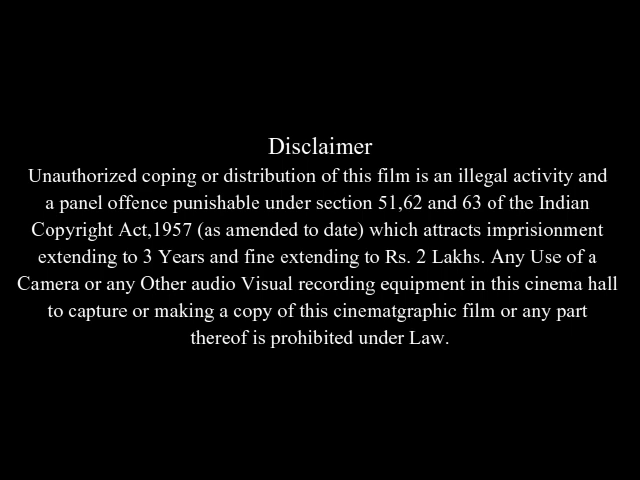 Disclaimer
Unauthorized coping or distribution of this film is an illegal activity and
a panel offence punishable under section 51,62 and 63 of the Indian
Copyright Act,1957 (as amended to date) which attracts imprisionment
extending to 3 Years and fine extending to Rs. 2 Lakhs. Any Use of a
Camera or any Other audio Visual recording equipment in this cinema hall
to capture or making a copy of this cinematgraphic film or any part
thereof is prohibited under Law.